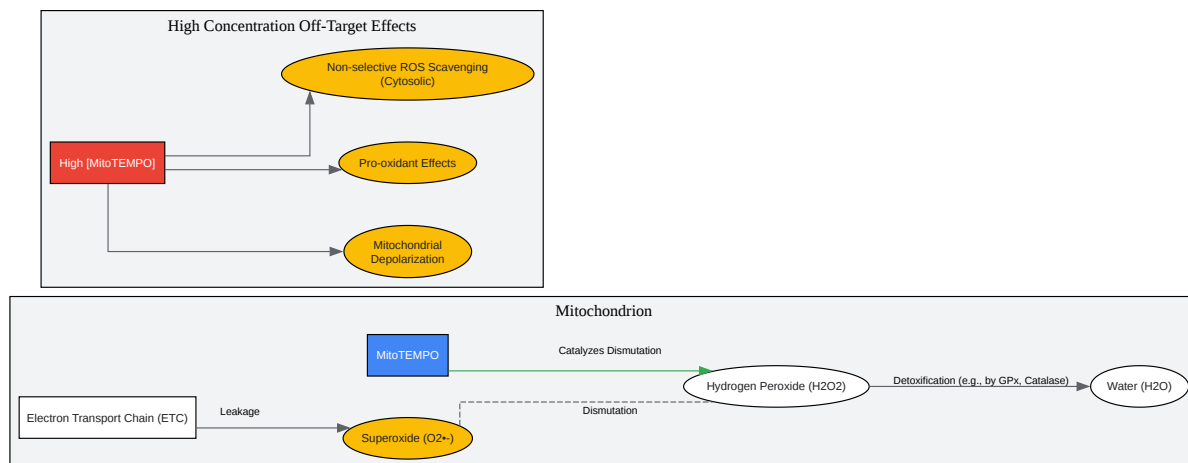 High Concentration Off-Target Effects
Non-selective ROS Scavenging
(Cytosolic)
High [MitoTEMPO]
Pro-oxidant Effects
Mitochondrial
Depolarization
Mitochondrion
MitoTEMPO
Catalyzes Dismutation
Hydrogen Peroxide (H2O2)
Detoxification (e.g., by GPx, Catalase)
Water (H2O)
Electron Transport Chain (ETC)
Leakage
Superoxide (O2•-)
Dismutation